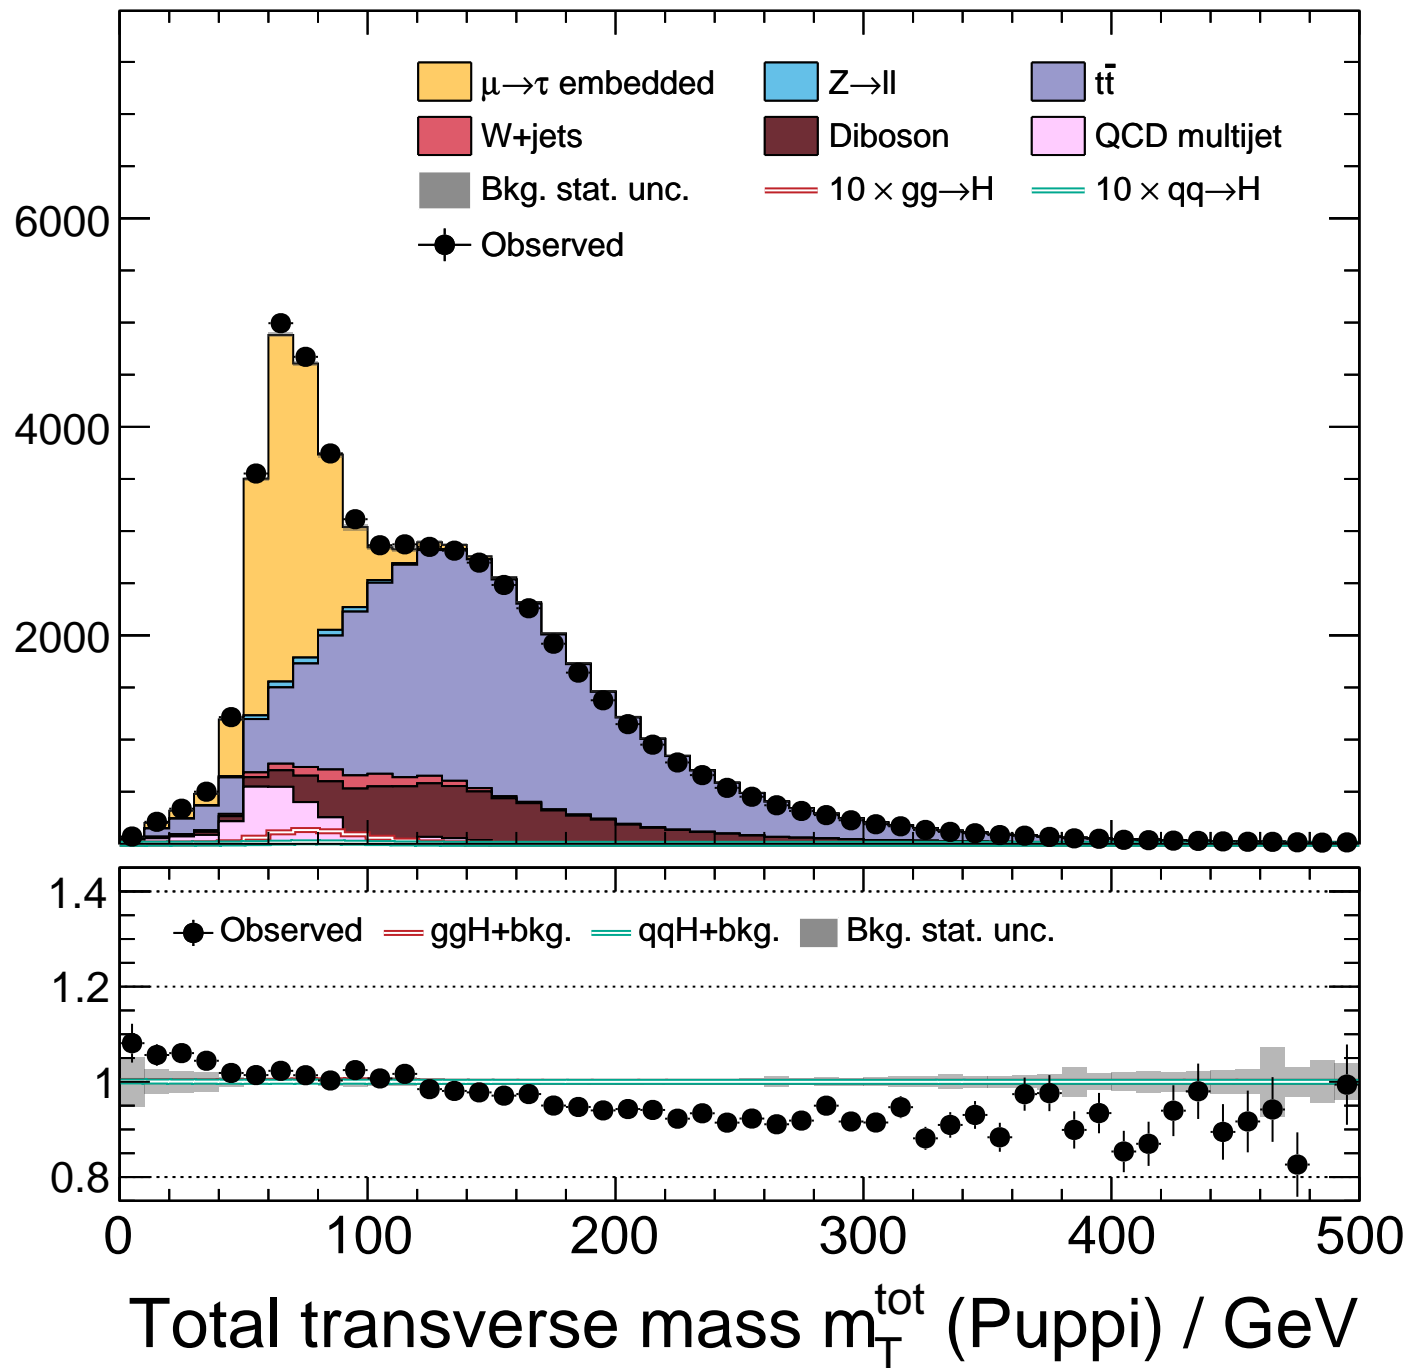 μ→τ embedded Z→ll tt̄
W+jets Diboson QCD multijet
Bkg. stat. unc. 10 × gg→H 10 × qq→H
Observed
6000
4000
2000
Observed ggH+bkg. qqH+bkg. Bkg. stat. unc.
1.4
1.2
1
0.8
0 100 200 300 400 500
Total transverse mass m_T^tot (Puppi) / GeV